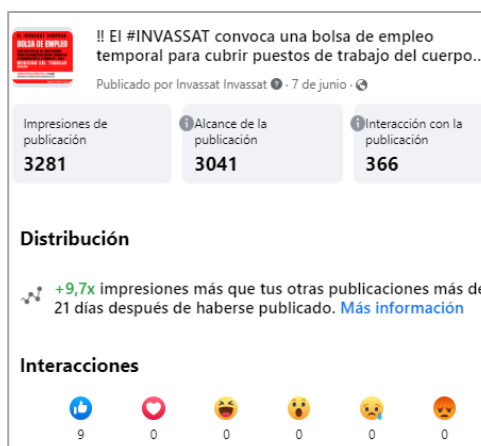 !! El #INVASSAT convoca una bolsa de empleo
temporal para cubrir puestos de trabajo del cuerpo...
Publicado por Invassat Invassat · 7 de junio ·
BOLSA DE EMPLEO
Impresiones de
publicación
3281
Alcance de la
publicación
3041
Interacción con la
publicación
366
Distribución
+9,7x impresiones más que tus otras publicaciones más de
21 días después de haberse publicado. Más información
Interacciones
9
0
0
0
0
0